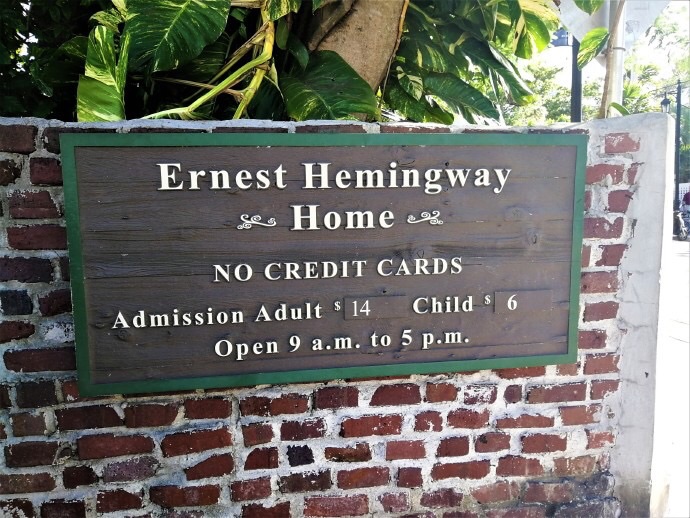 Ernest Hemingway
Home
NO CREDIT CARDS
Admission Adult $ 14 Child $ 6
Open 9 a.m. to 5 p.m.